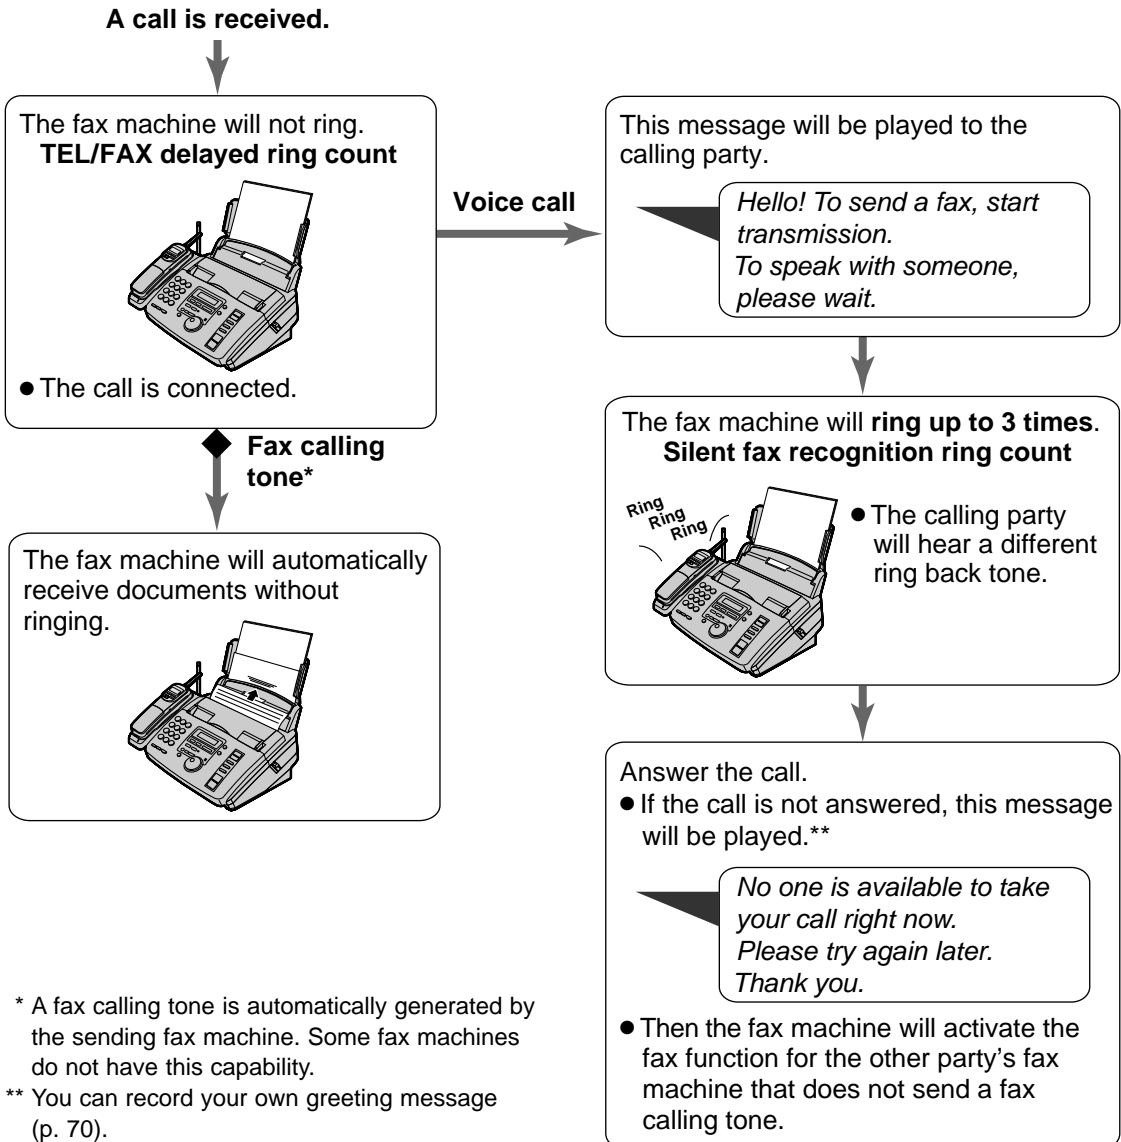 A call is received.
The fax machine will not ring.
TEL/FAX delayed ring count
● The call is connected.
Voice call
This message will be played to the
calling party.
Hello! To send a fax, start
transmission.
To speak with someone,
please wait.
Fax calling
tone*
The fax machine will automatically
receive documents without
ringing.
The fax machine will ring up to 3 times.
Silent fax recognition ring count
Ring
Ring
Ring
● The calling party
will hear a different
ring back tone.
Answer the call.
● If the call is not answered, this message
will be played.**
No one is available to take
your call right now.
Please try again later.
Thank you.
● Then the fax machine will activate the
fax function for the other party's fax
machine that does not send a fax
calling tone.
* A fax calling tone is automatically generated by
the sending fax machine. Some fax machines
do not have this capability.
** You can record your own greeting message
(p. 70).